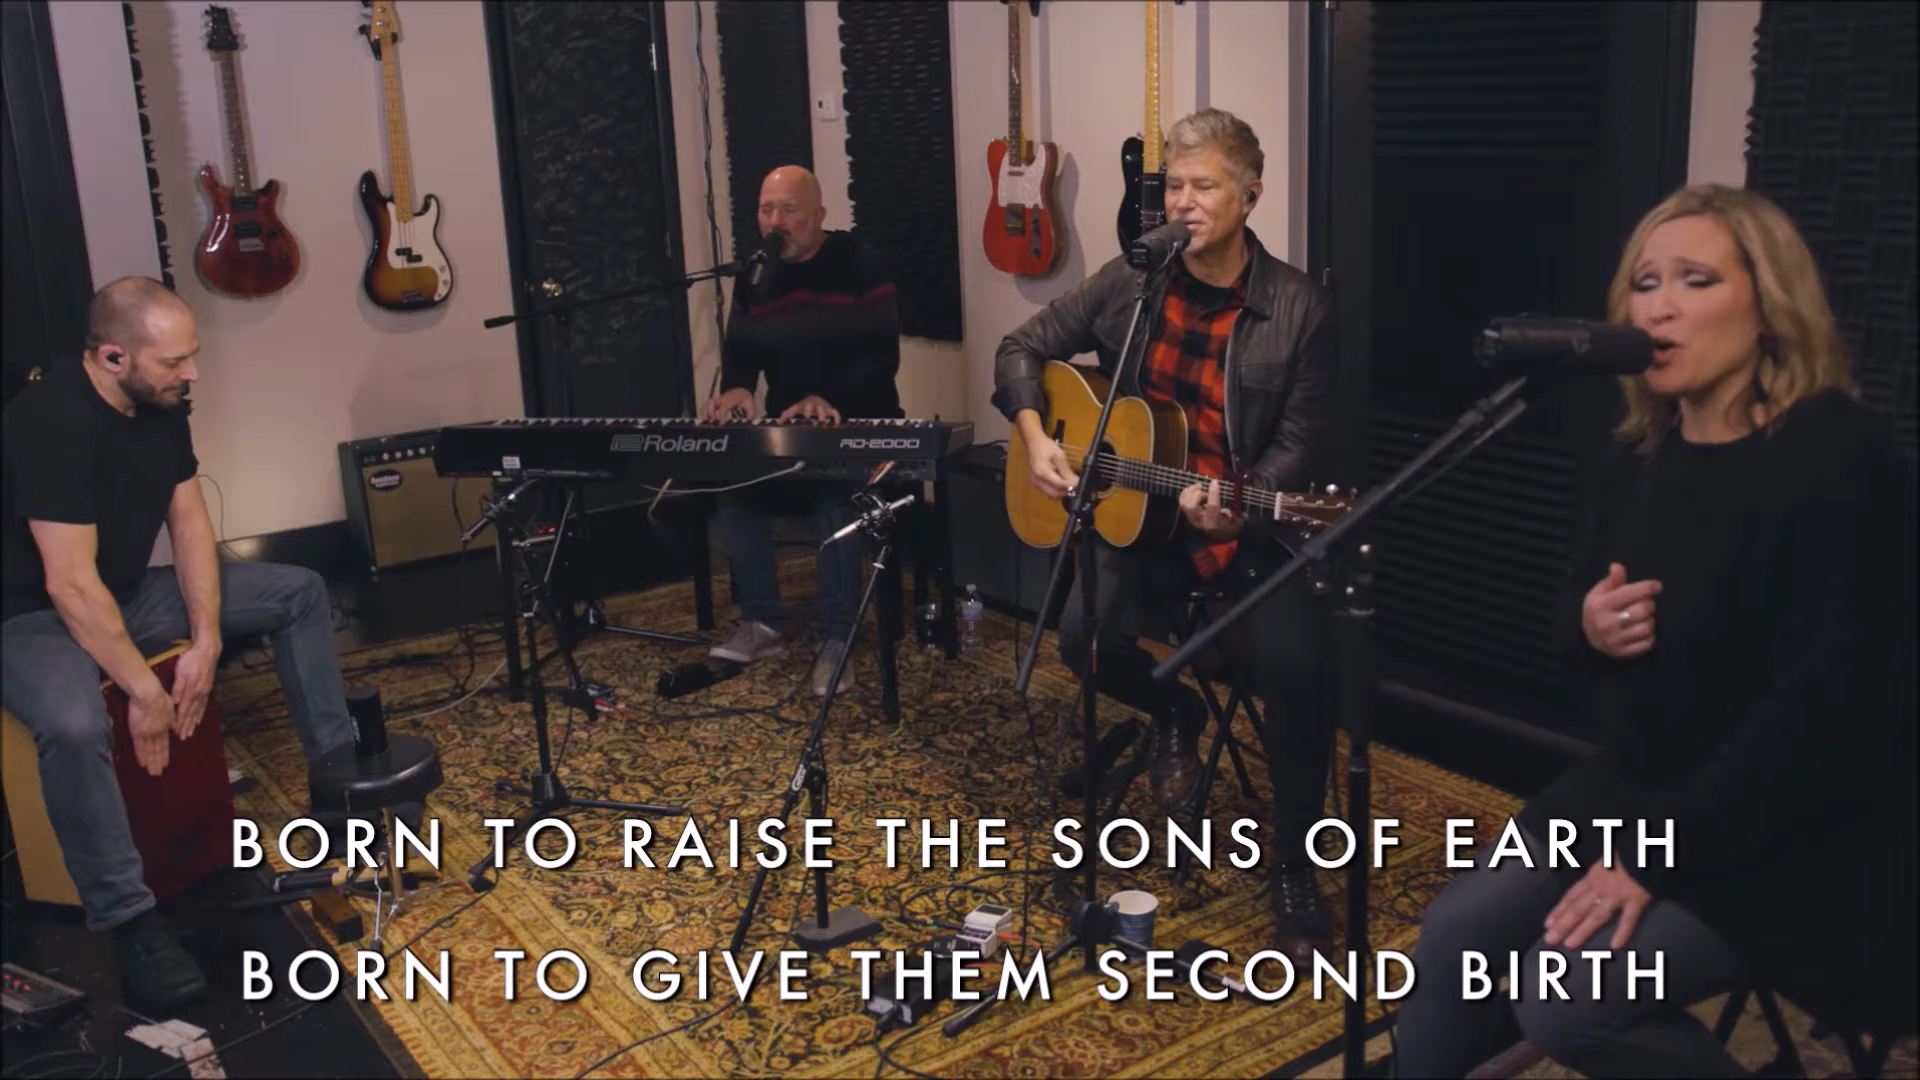 Roland
RD-2000
BORN TO RAISE THE SONS OF EARTH
BORN TO GIVE THEM SECOND BIRTH